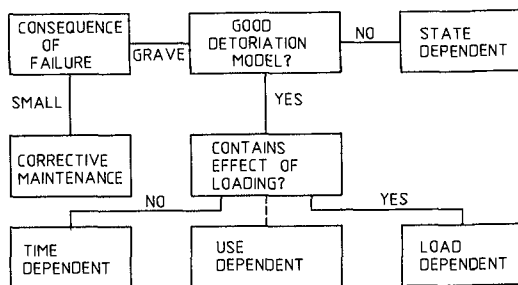 CONSEQUENCE
OF
FAILURE
GRAVE
GOOD
DETORIATION
MODEL?
NO
STATE
DEPENDENT
SMALL
YES
CORRECTIVE
MAINTENANCE
CONTAINS
EFFECT OF
LOADING?
NO
YES
TIME
DEPENDENT
USE
DEPENDENT
LOAD
DEPENDENT